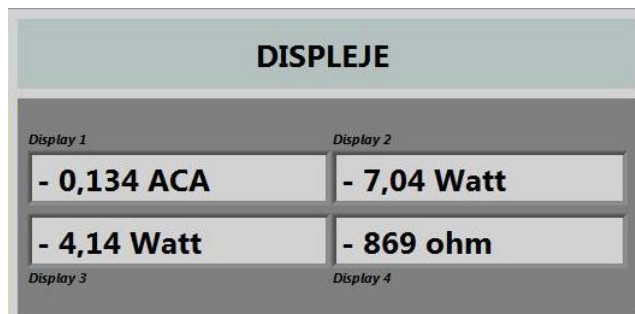 DISPLEJE
Display 1
Display 2
- 0,134 ACA
- 7,04 Watt
- 4,14 Watt
- 869 ohm
Display 3
Display 4